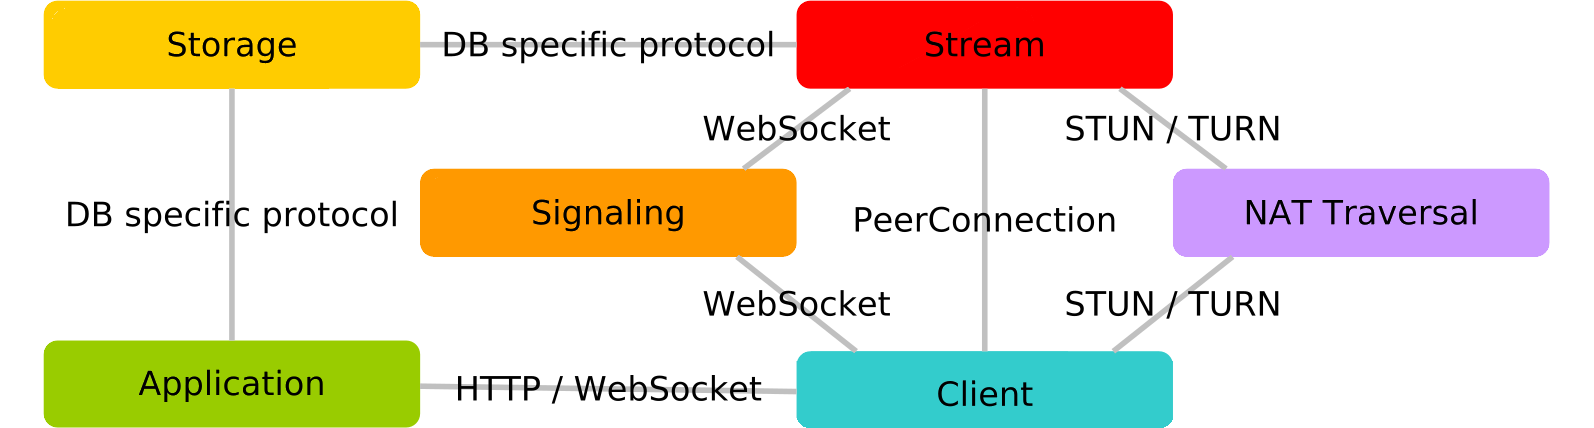 Storage
DB specific protocol
Stream
WebSocket
STUN / TURN
DB specific protocol
Signaling
PeerConnection
NAT Traversal
WebSocket
STUN / TURN
Application
HTTP / WebSocket
Client